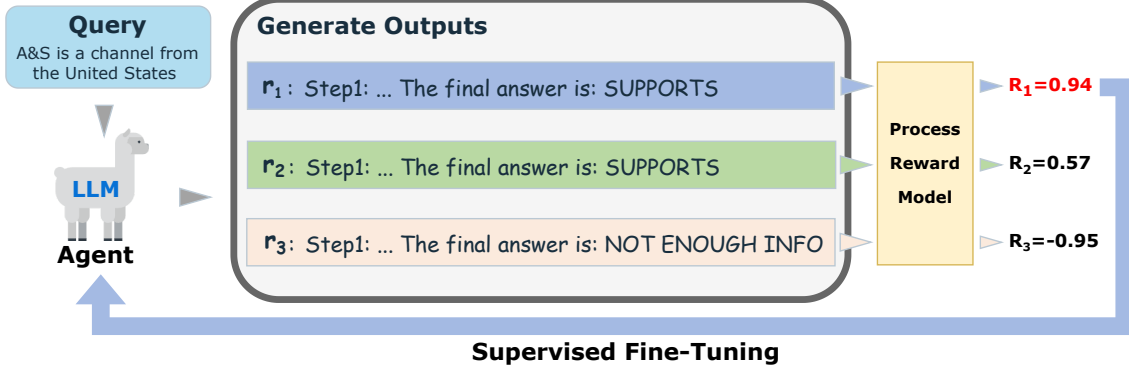 Query
A&S is a channel from
the United States
LLM
Agent
Generate Outputs
r1: Step1: ... The final answer is: SUPPORTS
r2: Step1: ... The final answer is: SUPPORTS
r3: Step1: ... The final answer is: NOT ENOUGH INFO
Process
Reward
Model
R1=0.94
R2=0.57
R3=-0.95
Supervised Fine-Tuning